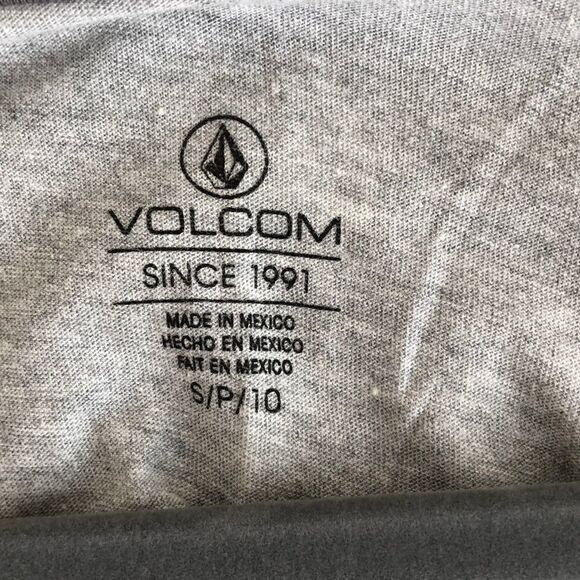 VOLCOM
SINCE 1991
MADE IN MEXICO
HECHO EN MEXICO
FAIT EN MEXICO
S/P/10